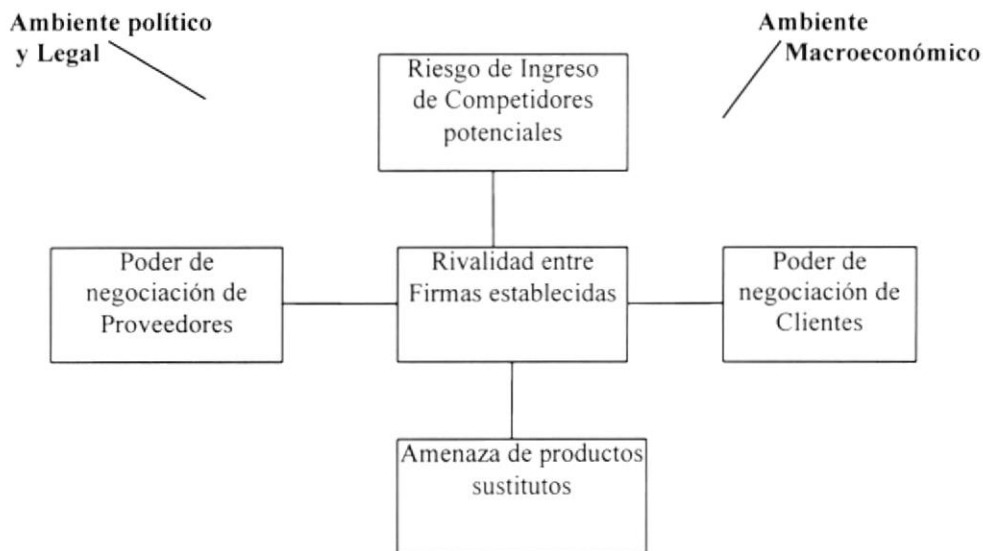 Ambiente político
y Legal
Ambiente
Macroeconómico
Riesgo de Ingreso
de Competidores
potenciales
Poder de
negociación de
Proveedores
Rivalidad entre
Firmas establecidas
Poder de
negociación de
Clientes
Amenaza de productos
sustitutos